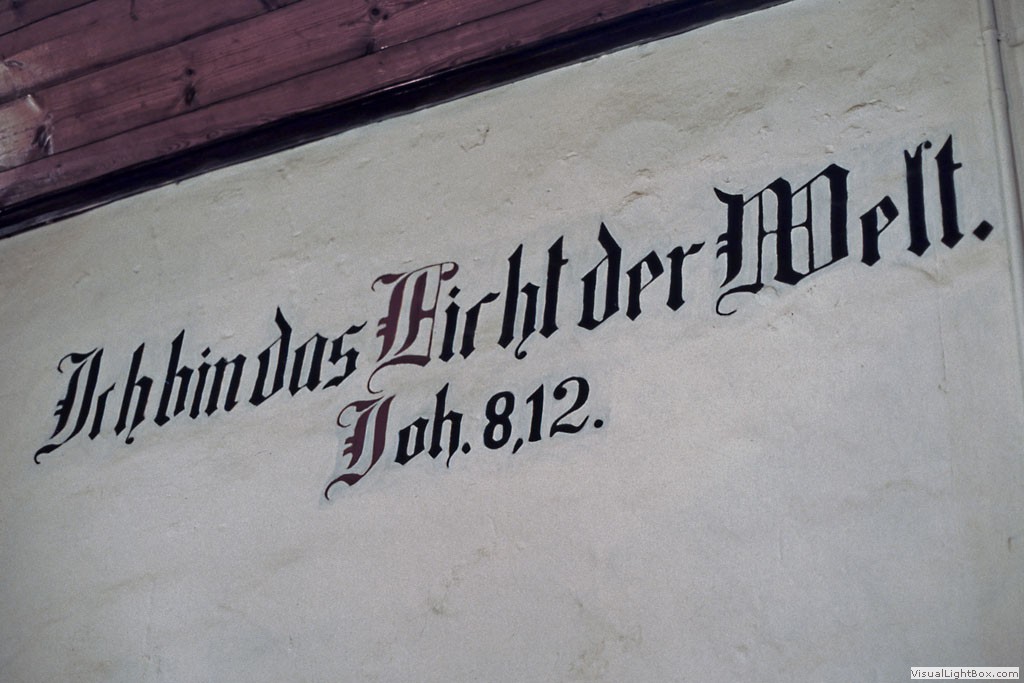 Ich bin das Licht der Welt.
Joh. 8,12.
VisualLightBox.com